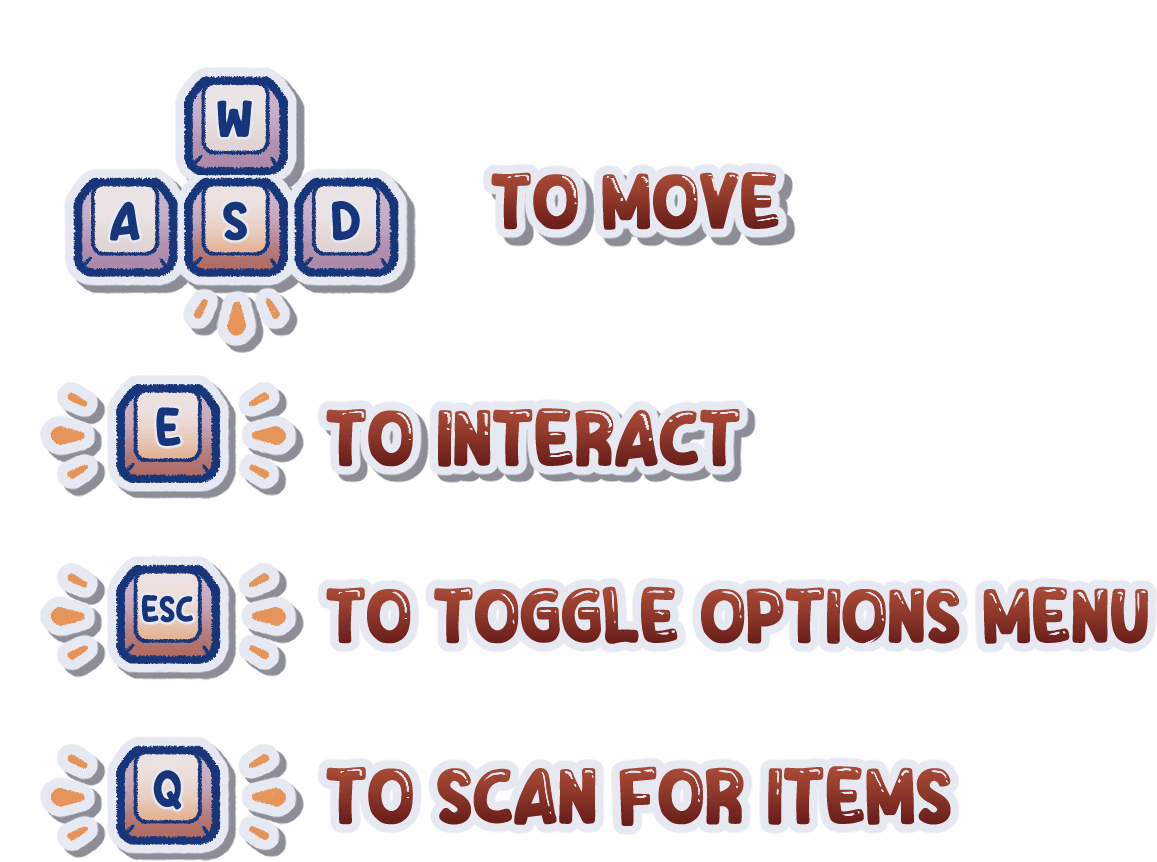 W
A S D TO MOVE
E TO INTERACT
ESC TO TOGGLE OPTIONS MENU
Q TO SCAN FOR ITEMS